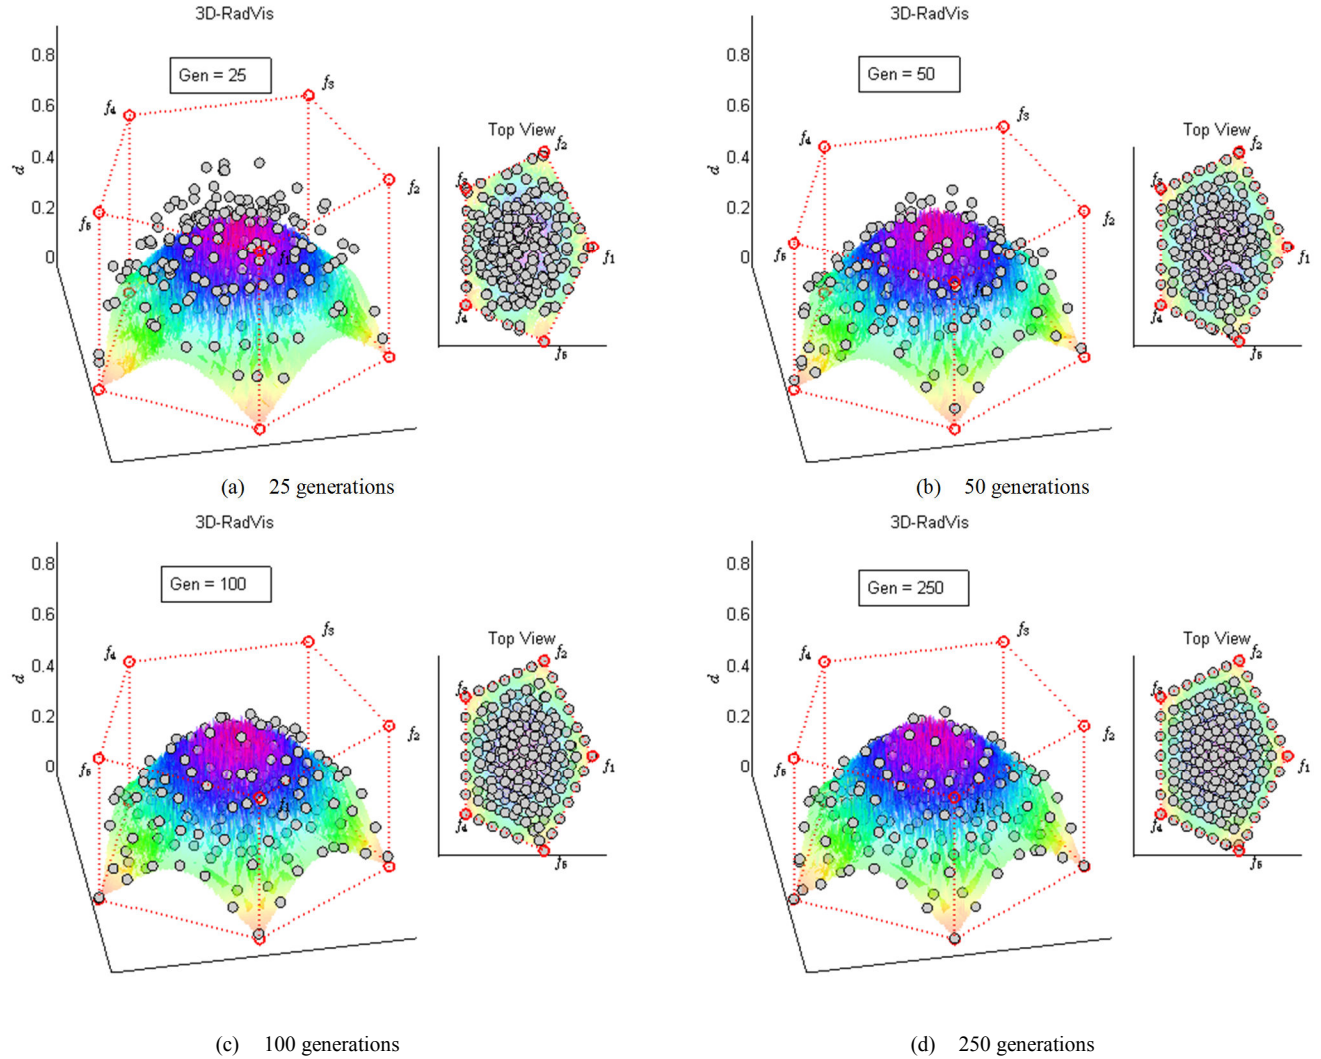 3D-RadVis
Gen = 25
0.8
0.6
0.4
0.2
0
d
f4
f3
f2
f5
f1
Top View
f2
f3
f1
f4
f5
(a) 25 generations
3D-RadVis
Gen = 50
0.8
0.6
0.4
0.2
0
d
f4
f3
f2
f5
f1
Top View
f2
f3
f1
f4
f5
(b) 50 generations
3D-RadVis
Gen = 100
0.8
0.6
0.4
0.2
0
d
f4
f3
f2
f5
f1
Top View
f2
f3
f1
f4
f5
(c) 100 generations
3D-RadVis
Gen = 250
0.8
0.6
0.4
0.2
0
d
f4
f3
f2
f5
f1
Top View
f2
f3
f1
f4
f5
(d) 250 generations